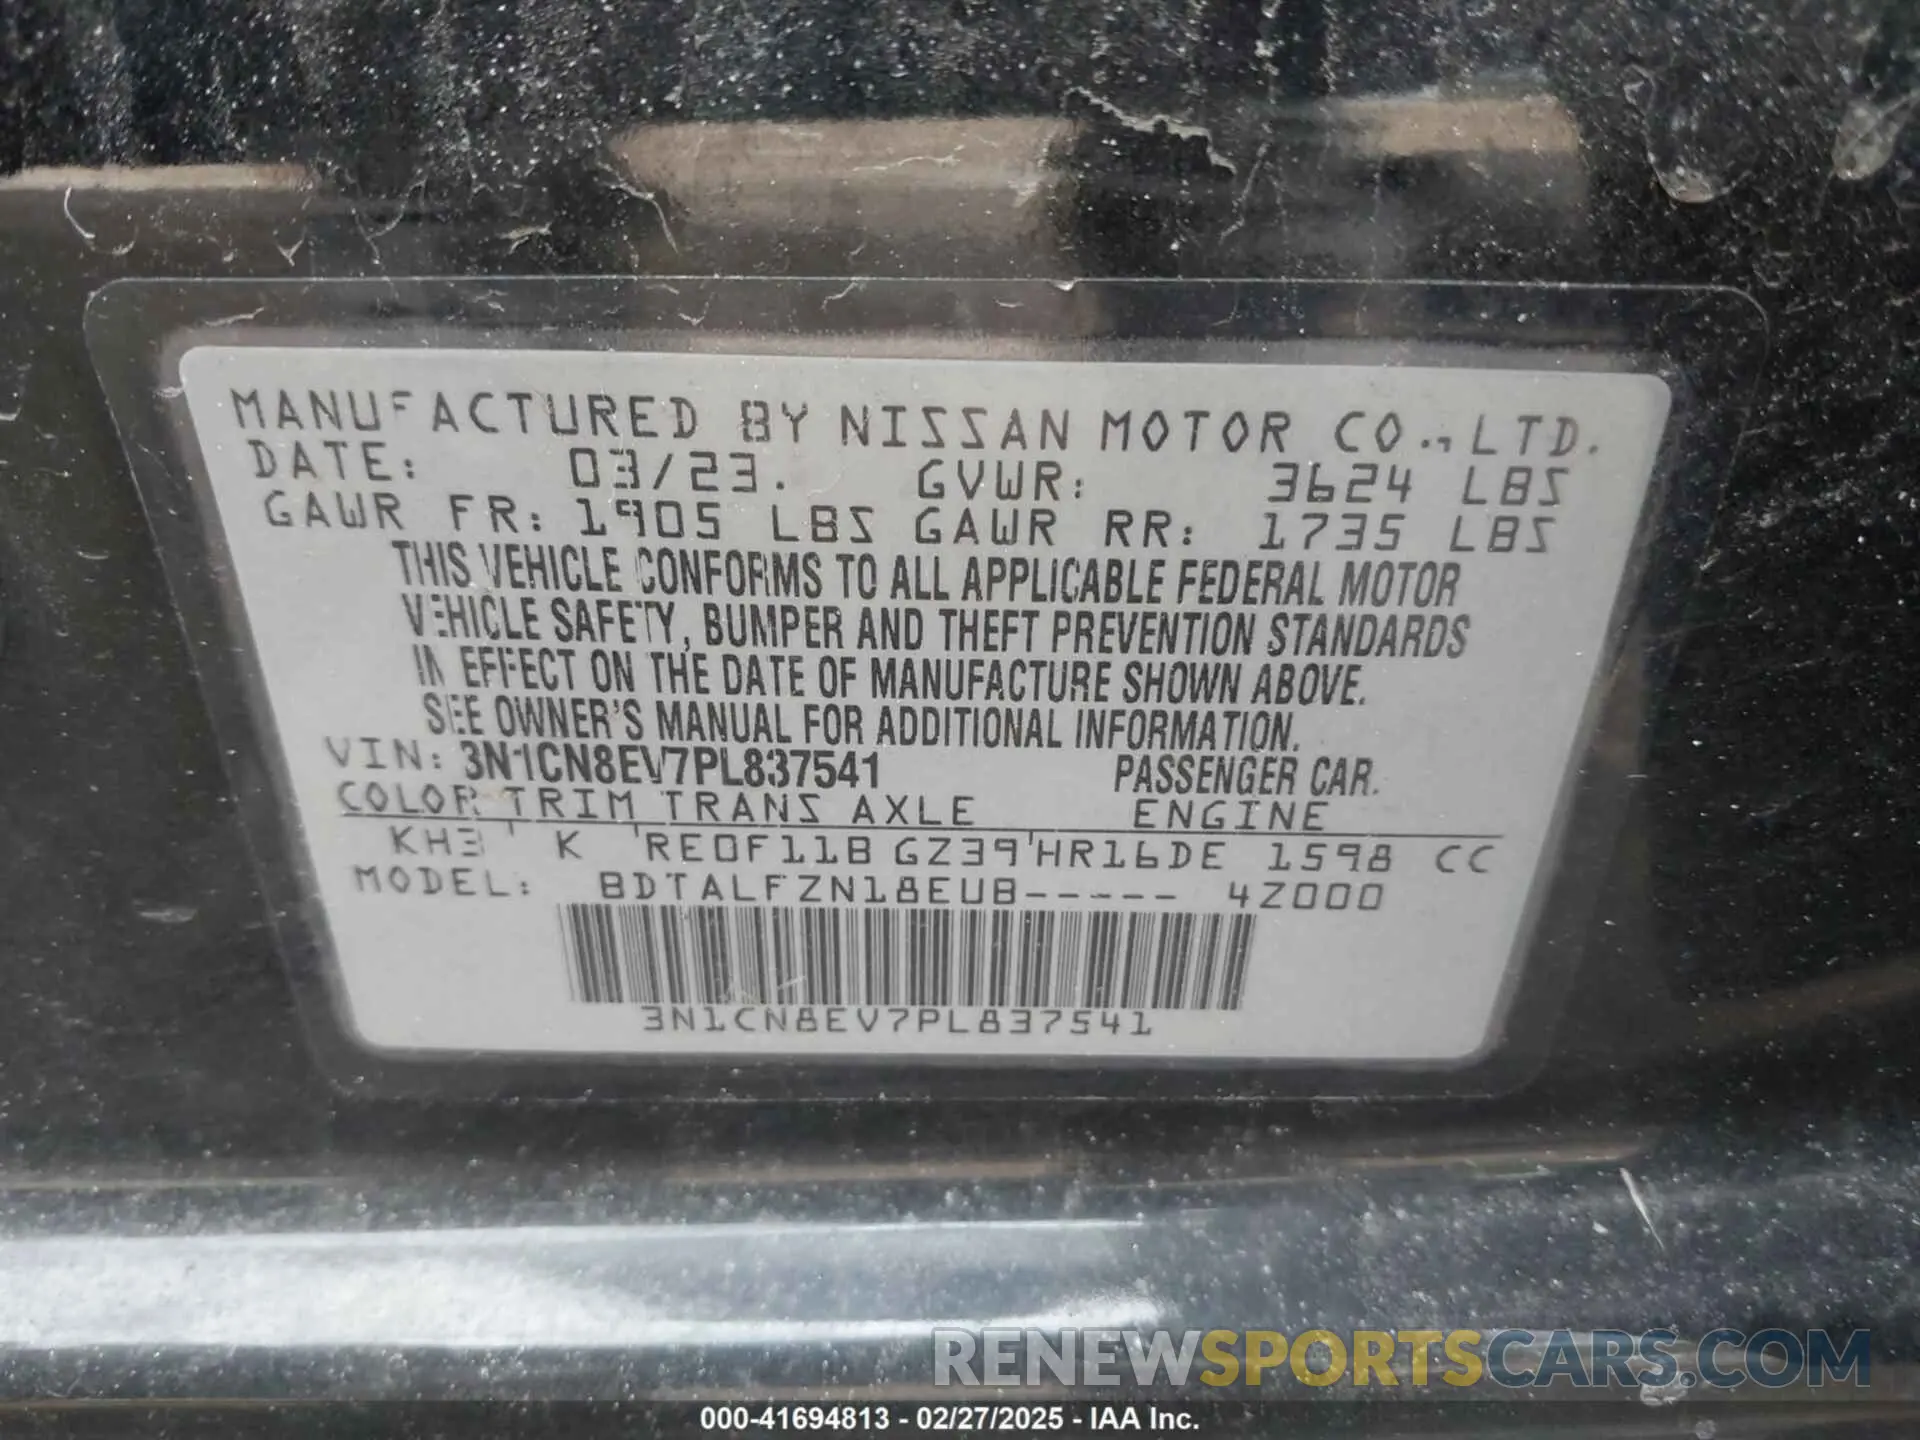 MANUFACTURED BY NISSAN MOTOR CO., LTD.
DATE: 03/23. GVWR: 3624 LBS
GAWR FR: 1905 LBS GAWR RR: 1735 LBS
THIS VEHICLE CONFORMS TO ALL APPLICABLE FEDERAL MOTOR
VEHICLE SAFETY, BUMPER AND THEFT PREVENTION STANDARDS
IN EFFECT ON THE DATE OF MANUFACTURE SHOWN ABOVE.
SEE OWNER'S MANUAL FOR ADDITIONAL INFORMATION.
VIN: 3N1CN8EV7PL837541 PASSENGER CAR.
COLOR TRIM TRANS AXLE ENGINE
KH3 ' K 'RE0F11B GZ39'HR16DE 1598 CC
MODEL: BDTALFZN18EUB----- 4Z000
3N1CN8EV7PL837541
RENEWSPORTSCARS.COM
000-41694813 - 02/27/2025 - IAA Inc.